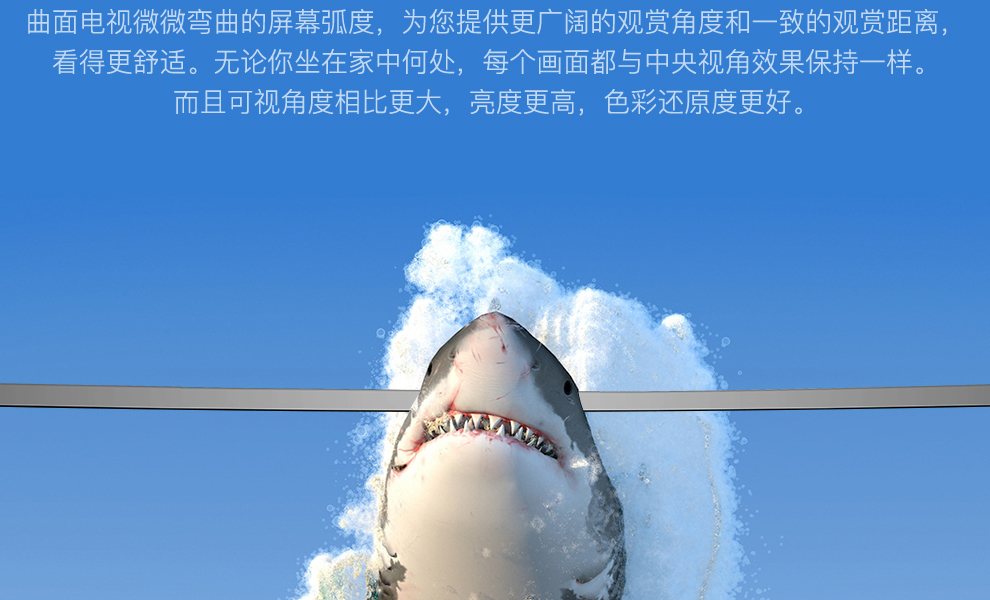 曲面电视微微弯曲的屏幕弧度，为您提供更广阔的观赏角度和一致的观赏距离，
看得更舒适。无论你坐在家中何处，每个画面都与中央视角效果保持一样。
而且可视角度相比更大，亮度更高，色彩还原度更好。